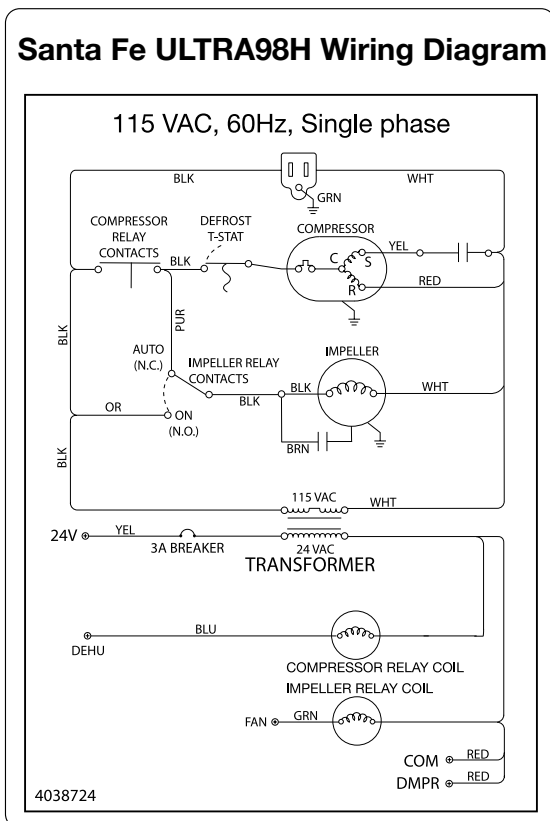 Santa Fe ULTRA98H Wiring Diagram
115 VAC, 60Hz, Single phase
BLK
WHT
GRN
COMPRESSOR
RELAY
CONTACTS
DEFROST
T-STAT
COMPRESSOR
BLK
C
S
R
YEL
RED
BLK
PUR
AUTO
(N.C.)
IMPELLER RELAY
CONTACTS
IMPELLER
BLK
BLK
WHT
OR
ON
(N.O.)
BRN
BLK
115 VAC
WHT
24V
YEL
3A BREAKER
24 VAC
TRANSFORMER
BLU
DEHU
COMPRESSOR RELAY COIL
IMPELLER RELAY COIL
FAN
GRN
COM
RED
DMPR
RED
4038724